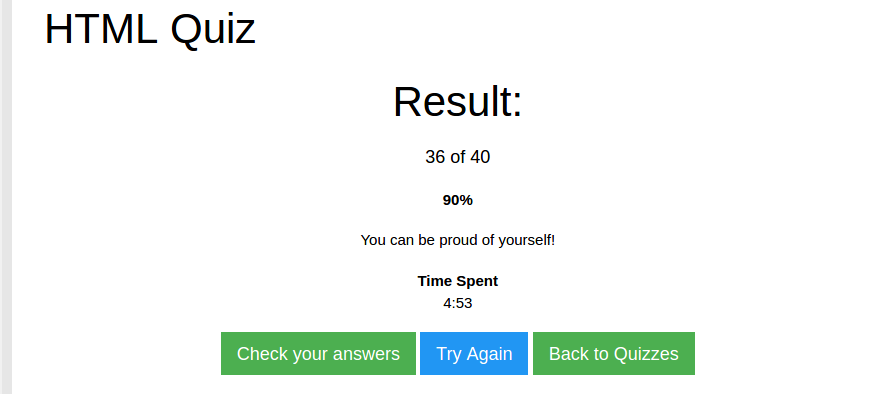 HTML Quiz
Result:
36 of 40
90%
You can be proud of yourself!
Time Spent
4:53
Check your answers Try Again Back to Quizzes